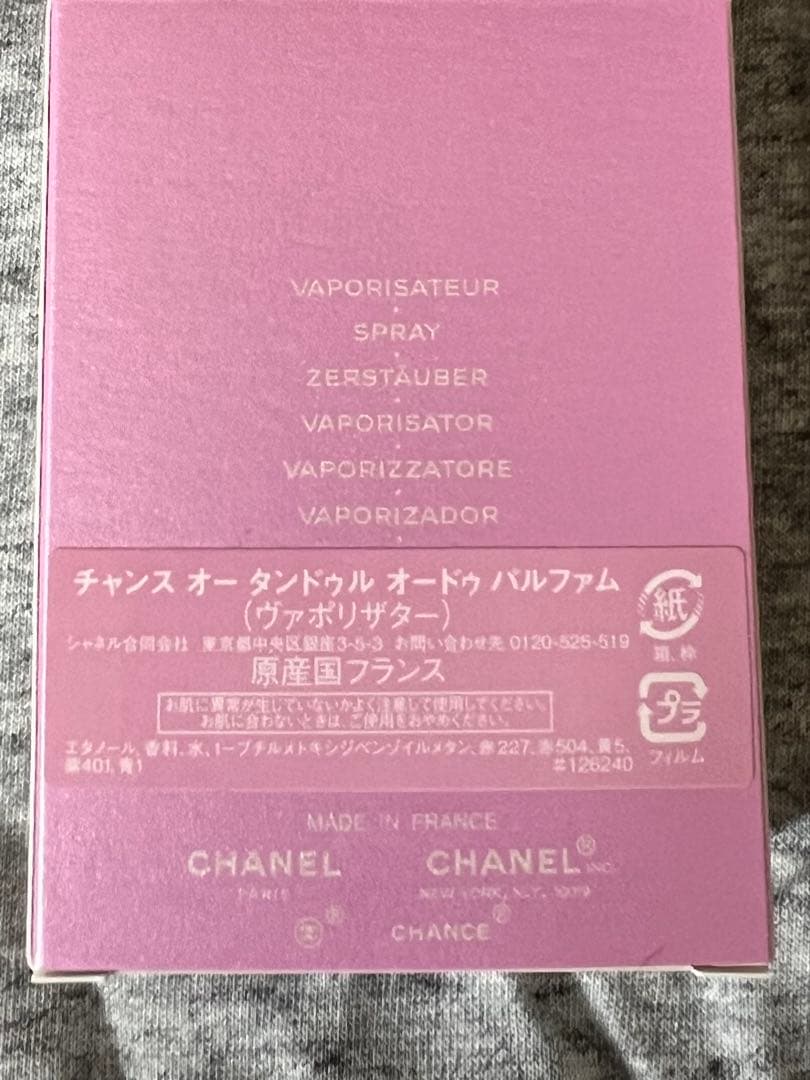 VAPORISATEUR
SPRAY
ZERSTÄUBER
VAPORISATOR
VAPORIZZATORE
VAPORIZADOR
チャンス オー タンドゥル オードゥ パルファム
(ヴァポリザター)
シャネル合同会社 東京都中央区銀座3-5-3 お問い合わせ先 0120-525-519
原産国フランス
お肌に異常が生じていないかよく注意して使用してください。
お肌に合わないときは、ご使用をおやめください。
エタノール、香料、水、t-ブチルメトキシジベンゾイルメタン、赤227、赤504、黄5、
紫401、青1 #126240
紙
箱、枠
プラ
フィルム
MADE IN FRANCE
CHANEL CHANEL® INC.
PARIS NEW YORK, N.Y.
® CHANCE®